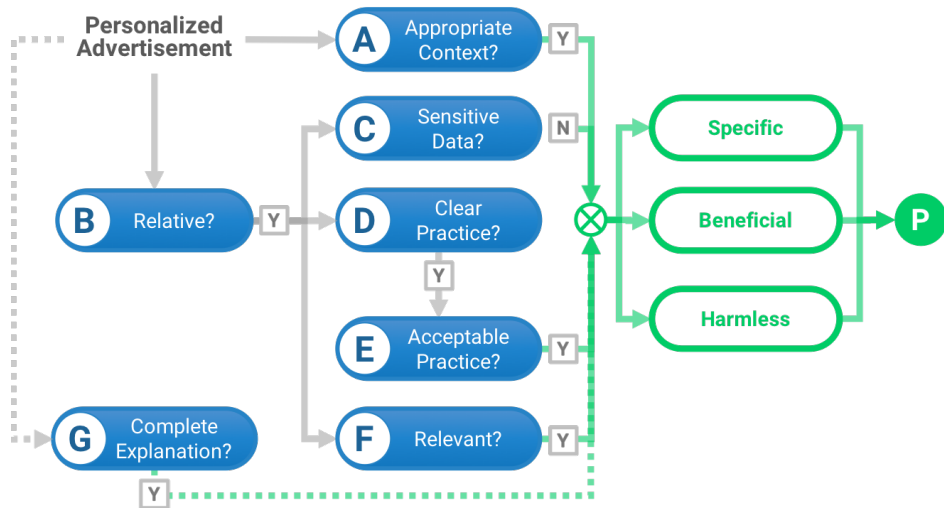 Personalized
Advertisement
A
Appropriate
Context?
Y
C
Sensitive
Data?
N
Specific
B
Relative?
Y
D
Clear
Practice?
Beneficial
P
Y
E
Acceptable
Practice?
Y
Harmless
G
Complete
Explanation?
Y
F
Relevant?
Y